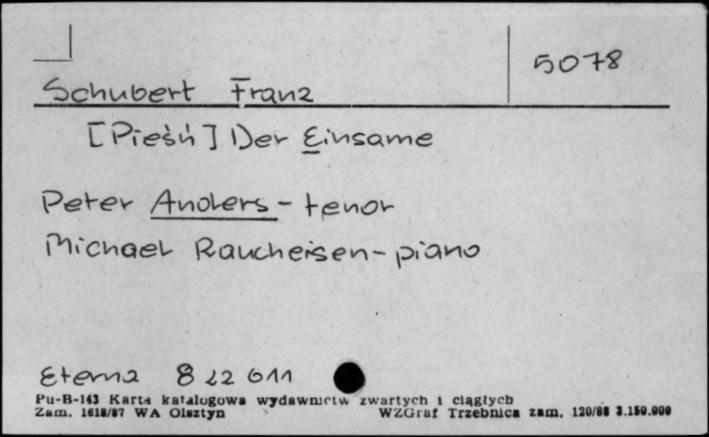 5078
Schubert Franz
[Pieśń] Der Einsame
Peter Anders - tenor
Michael Raucheisen - piano
Eterna 8 22 611
Pu-B-143 Karta katalogowa wydawnictw zwartych i ciągłych
Zam. 1618/87 WA Olsztyn WZGraf Trzebnica zam. 120/88 3.150.000